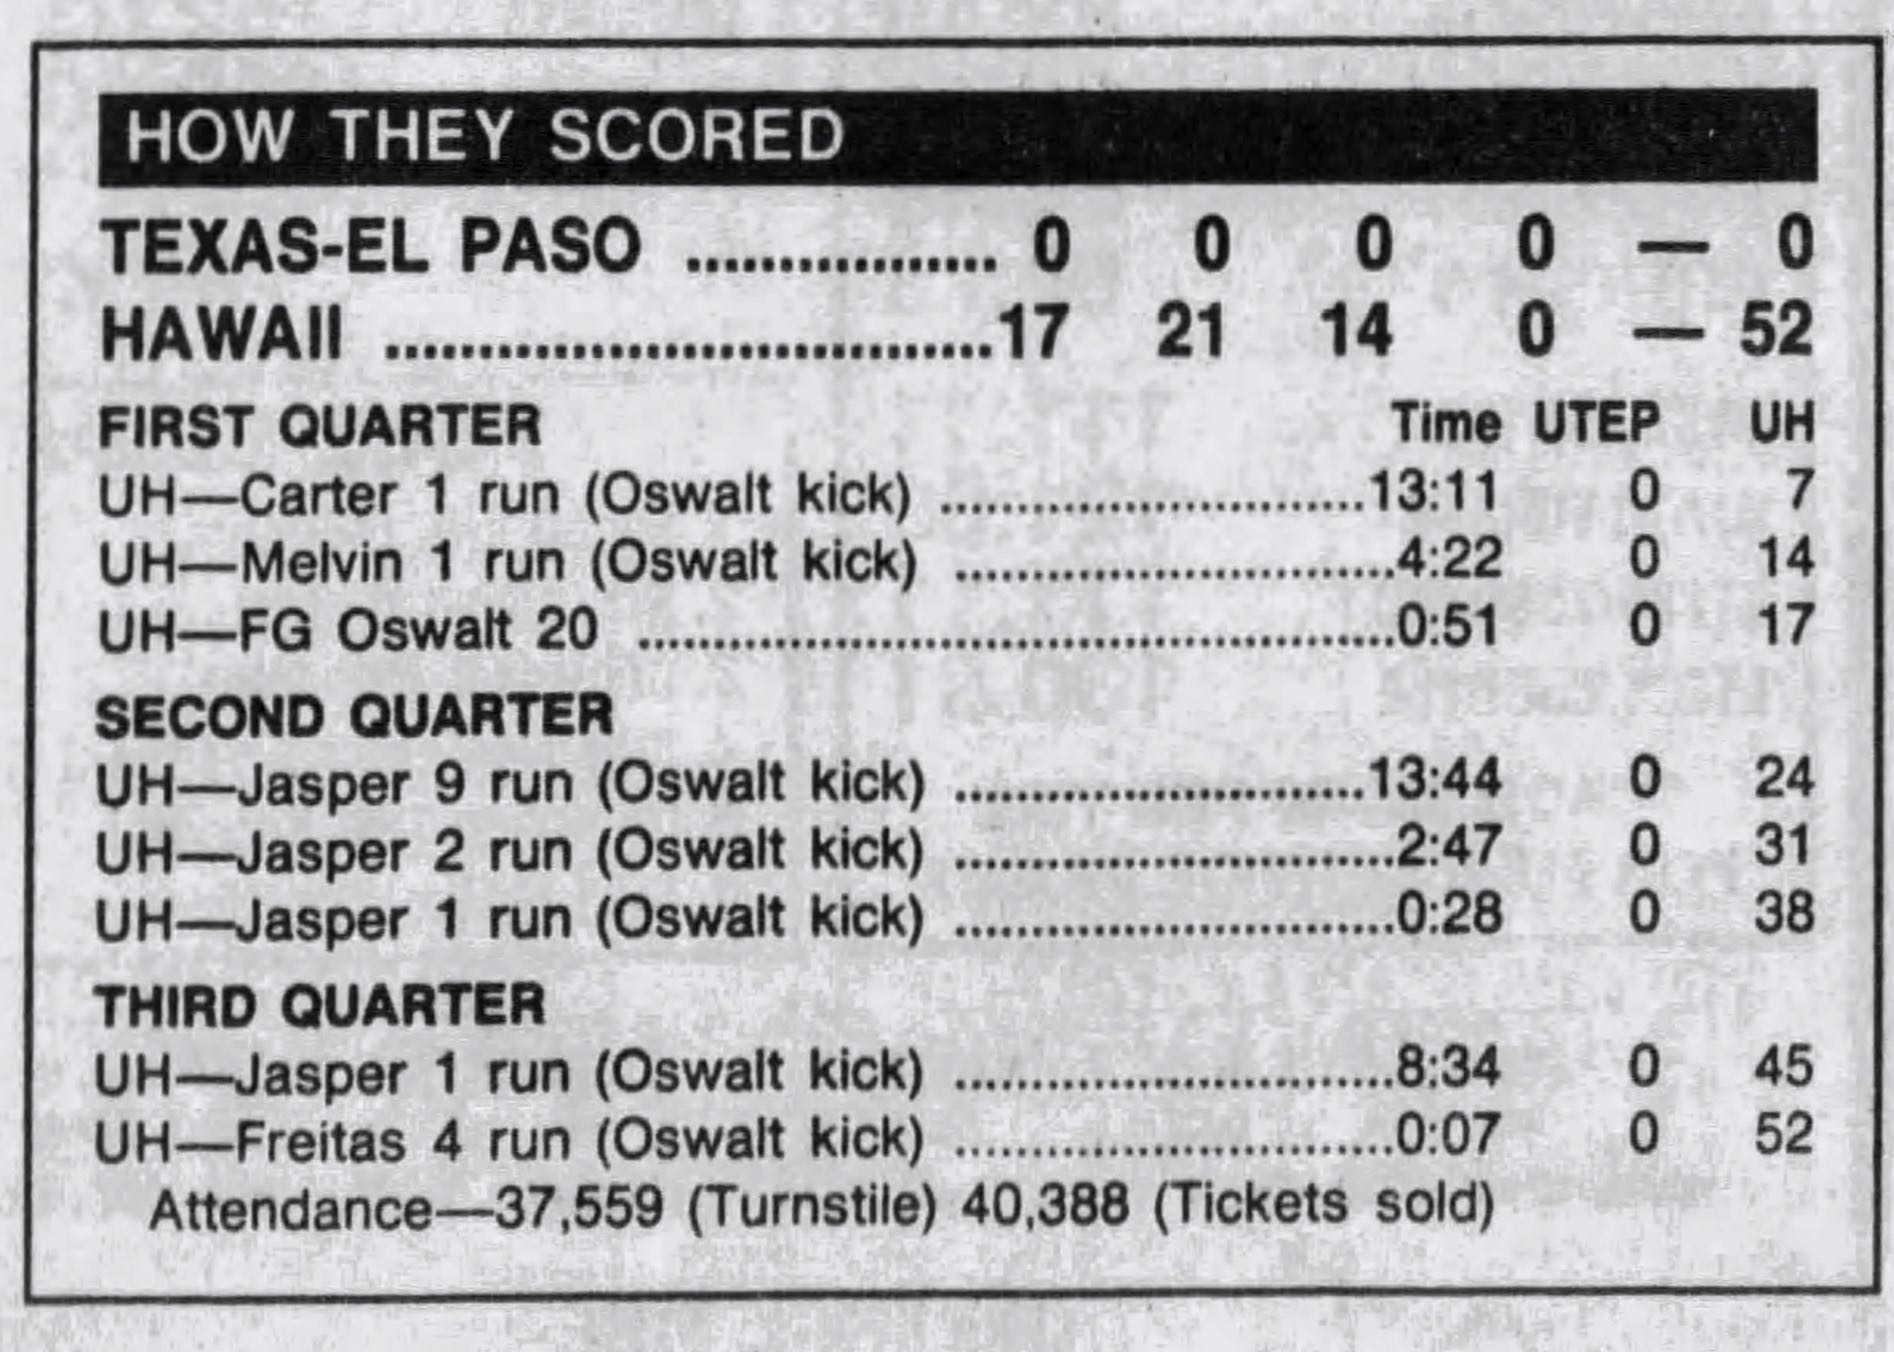 HOW THEY SCORED
TEXAS-EL PASO ................. 0 0 0 0 — 0
HAWAII .................................17 21 14 0 — 52
FIRST QUARTER Time UTEP UH
UH—Carter 1 run (Oswalt kick) ............................13:11 0 7
UH—Melvin 1 run (Oswalt kick) .............................4:22 0 14
UH—FG Oswalt 20 ..................................................0:51 0 17
SECOND QUARTER
UH—Jasper 9 run (Oswalt kick) ...........................13:44 0 24
UH—Jasper 2 run (Oswalt kick) .............................2:47 0 31
UH—Jasper 1 run (Oswalt kick) .............................0:28 0 38
THIRD QUARTER
UH—Jasper 1 run (Oswalt kick) .............................8:34 0 45
UH—Freitas 4 run (Oswalt kick) .............................0:07 0 52
Attendance—37,559 (Turnstile) 40,388 (Tickets sold)